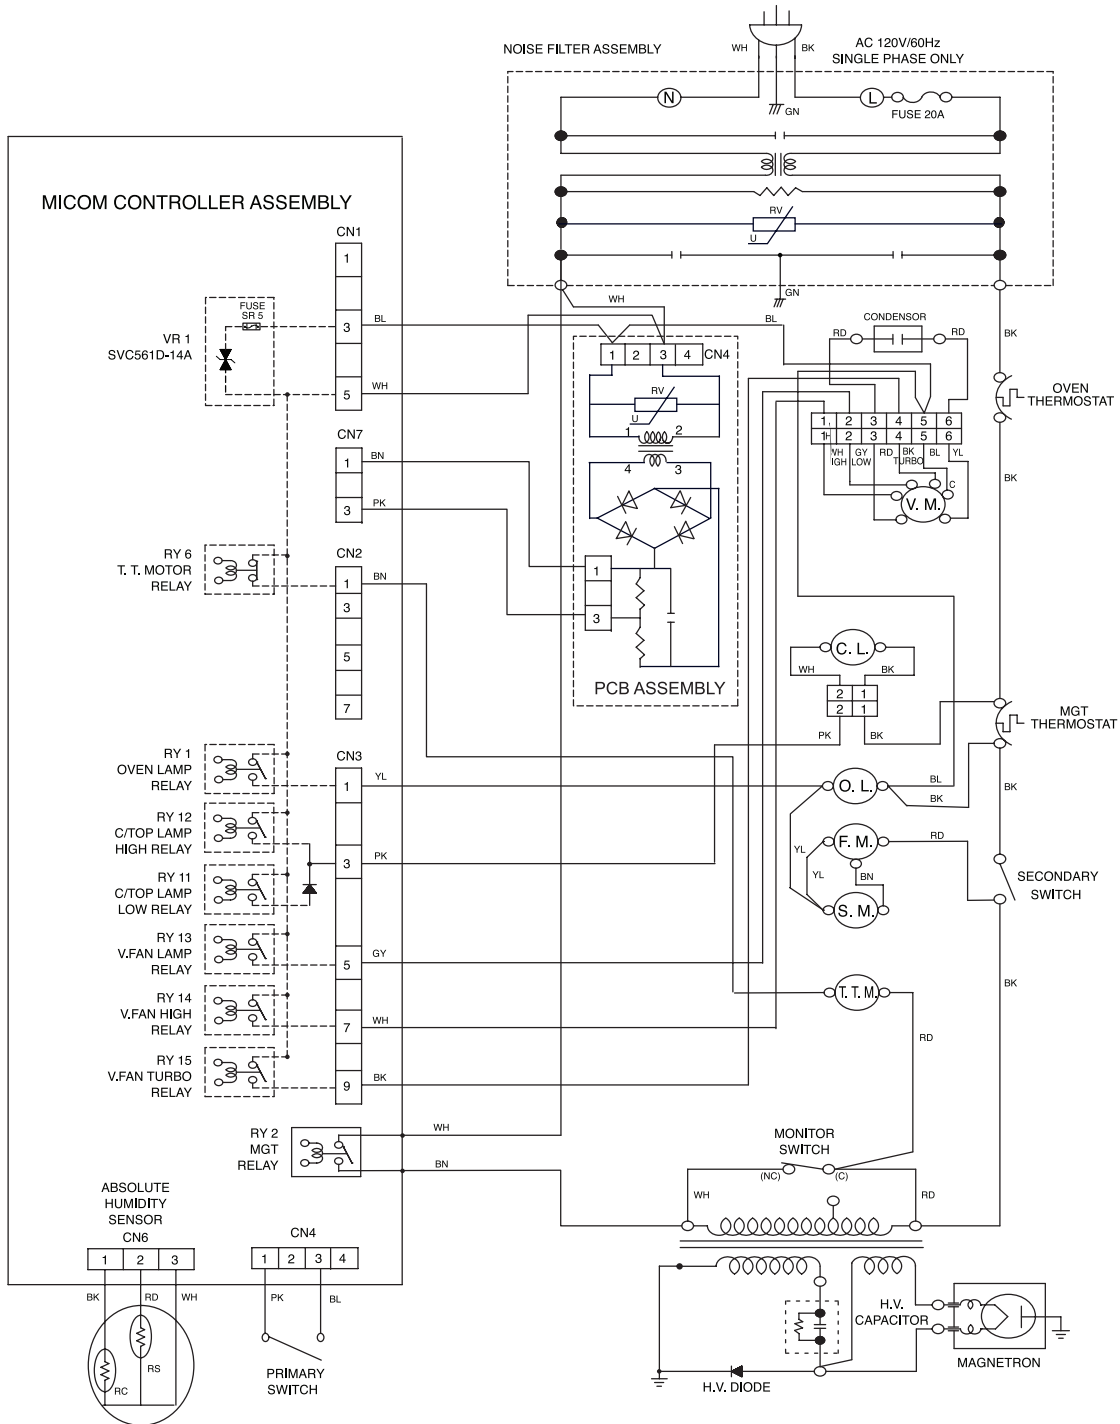 NOISE FILTER ASSEMBLY
WH
BK
AC 120V/60Hz
SINGLE PHASE ONLY
N
GN
L
FUSE 20A
RV
U
GN
WH
MICOM CONTROLLER ASSEMBLY
CN1
1
3
5
FUSE
SR 5
VR 1
SVC561D-14A
BL
WH
BL
CN7
1
3
BN
PK
RY 6
T. T. MOTOR
RELAY
CN2
1
3
5
7
BN
1 2 3 4 CN4
RV
U
1 2
4 3
1
3
PCB ASSEMBLY
RD
CONDENSOR
RD
BK
OVEN
THERMOSTAT
1 2 3 4 5 6
1 2 3 4 5 6
H
WH
IGH
GY
LOW
RD
BK
TURBO
BL
YL
C
V. M.
BK
C. L.
WH
BK
2 1
2 1
PK
BK
MGT
THERMOSTAT
RY 1
OVEN LAMP
RELAY
CN3
1
3
5
7
9
YL
O. L.
BL
BK
BK
RY 12
C/TOP LAMP
HIGH RELAY
PK
RY 11
C/TOP LAMP
LOW RELAY
YL
YL
F. M.
RD
BN
S. M.
SECONDARY
SWITCH
RY 13
V.FAN LAMP
RELAY
GY
RY 14
V.FAN HIGH
RELAY
WH
T. T. M.
BK
RD
RY 15
V.FAN TURBO
RELAY
BK
RY 2
MGT
RELAY
WH
BN
MONITOR
SWITCH
(NC)
(C)
WH
RD
ABSOLUTE
HUMIDITY
SENSOR
CN6
1 2 3
BK
RD
WH
RS
RC
CN4
1 2 3 4
PK
BL
PRIMARY
SWITCH
H.V.
CAPACITOR
MAGNETRON
H.V. DIODE